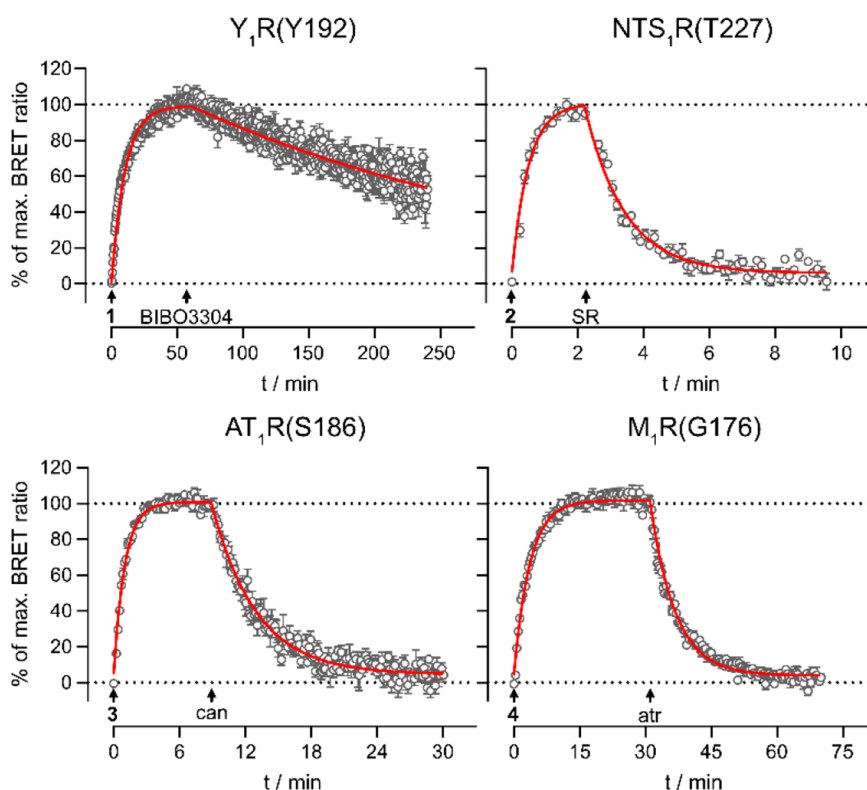 Y₁R(Y192)
% of max. BRET ratio
120
100
80
60
40
20
0
1 BIBO3304
0 50 100 150 200 250
t / min
NTS₁R(T227)
2 SR
0 2 4 6 8 10
t / min
AT₁R(S186)
% of max. BRET ratio
120
100
80
60
40
20
0
3 can
0 6 12 18 24 30
t / min
M₁R(G176)
4 atr
0 15 30 45 60 75
t / min